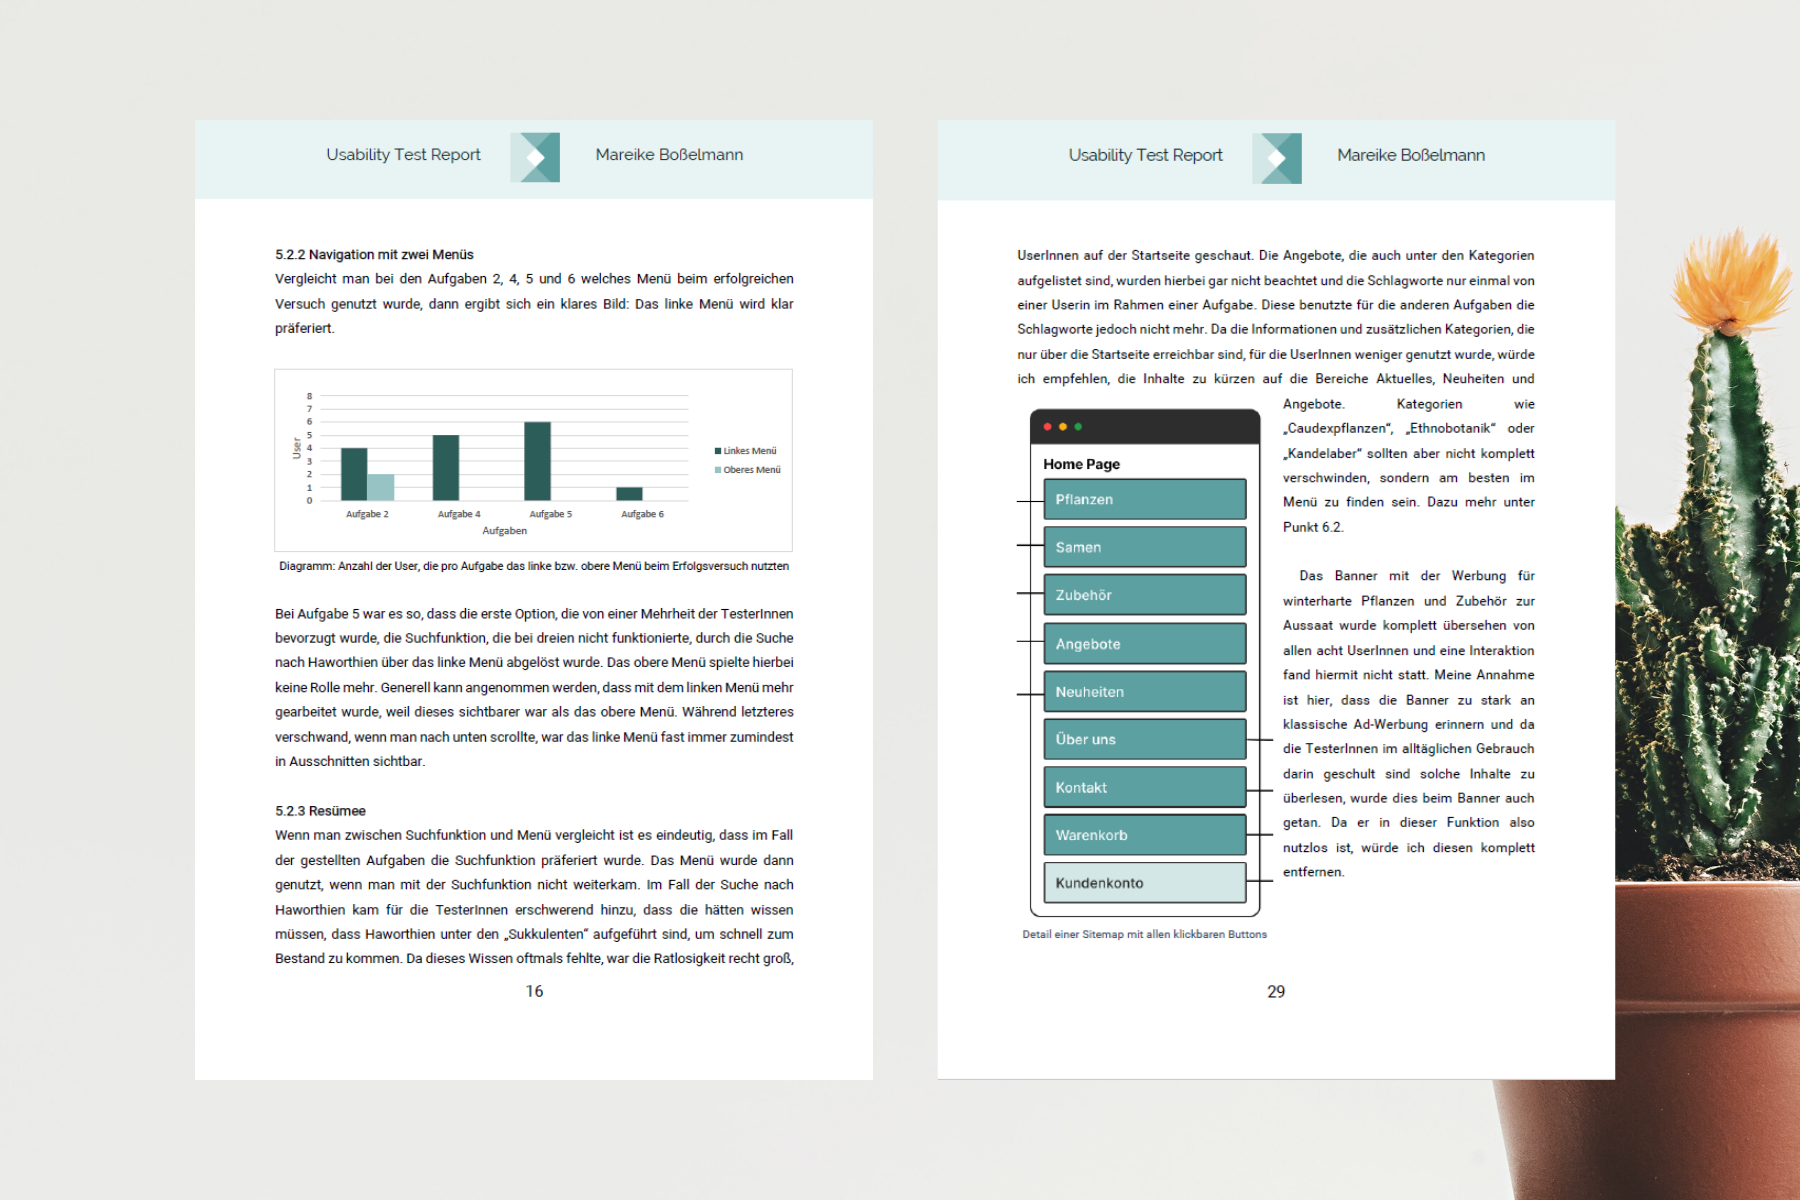 Usability Test Report
Mareike Boßelmann
5.2.2 Navigation mit zwei Menüs
Vergleicht man bei den Aufgaben 2, 4, 5 und 6 welches Menü beim erfolgreichen
Versuch genutzt wurde, dann ergibt sich ein klares Bild: Das linke Menü wird klar
präferiert.
8
7
6
5
4
3
2
1
0
User
Aufgabe 2
Aufgabe 4
Aufgabe 5
Aufgabe 6
Aufgaben
Linkes Menü
Oberes Menü
Diagramm: Anzahl der User, die pro Aufgabe das linke bzw. obere Menü beim Erfolgsversuch nutzten
Bei Aufgabe 5 war es so, dass die erste Option, die von einer Mehrheit der TesterInnen
bevorzugt wurde, die Suchfunktion, die bei dreien nicht funktionierte, durch die Suche
nach Haworthien über das linke Menü abgelöst wurde. Das obere Menü spielte hierbei
keine Rolle mehr. Generell kann angenommen werden, dass mit dem linken Menü mehr
gearbeitet wurde, weil dieses sichtbarer war als das obere Menü. Während letzteres
verschwand, wenn man nach unten scrollte, war das linke Menü fast immer zumindest
in Ausschnitten sichtbar.
5.2.3 Resümee
Wenn man zwischen Suchfunktion und Menü vergleicht ist es eindeutig, dass im Fall
der gestellten Aufgaben die Suchfunktion präferiert wurde. Das Menü wurde dann
genutzt, wenn man mit der Suchfunktion nicht weiterkam. Im Fall der Suche nach
Haworthien kam für die TesterInnen erschwerend hinzu, dass die hätten wissen
müssen, dass Haworthien unter den „Sukkulenten“ aufgeführt sind, um schnell zum
Bestand zu kommen. Da dieses Wissen oftmals fehlte, war die Ratlosigkeit recht groß,
16
Usability Test Report
Mareike Boßelmann
UserInnen auf der Startseite geschaut. Die Angebote, die auch unter den Kategorien
aufgelistet sind, wurden hierbei gar nicht beachtet und die Schlagworte nur einmal von
einer Userin im Rahmen einer Aufgabe. Diese benutzte für die anderen Aufgaben die
Schlagworte jedoch nicht mehr. Da die Informationen und zusätzlichen Kategorien, die
nur über die Startseite erreichbar sind, für die UserInnen weniger genutzt wurde, würde
ich empfehlen, die Inhalte zu kürzen auf die Bereiche Aktuelles, Neuheiten und
Angebote. Kategorien wie
„Caudexpflanzen“, „Ethnobotanik“ oder
„Kandelaber“ sollten aber nicht komplett
verschwinden, sondern am besten im
Menü zu finden sein. Dazu mehr unter
Punkt 6.2.
Das Banner mit der Werbung für
winterharte Pflanzen und Zubehör zur
Aussaat wurde komplett übersehen von
allen acht UserInnen und eine Interaktion
fand hiermit nicht statt. Meine Annahme
ist hier, dass die Banner zu stark an
klassische Ad-Werbung erinnern und da
die TesterInnen im alltäglichen Gebrauch
darin geschult sind solche Inhalte zu
überlesen, wurde dies beim Banner auch
getan. Da er in dieser Funktion also
nutzlos ist, würde ich diesen komplett
entfernen.
Home Page
Pflanzen
Samen
Zubehör
Angebote
Neuheiten
Über uns
Kontakt
Warenkorb
Kundenkonto
Detail einer Sitemap mit allen klickbaren Buttons
29